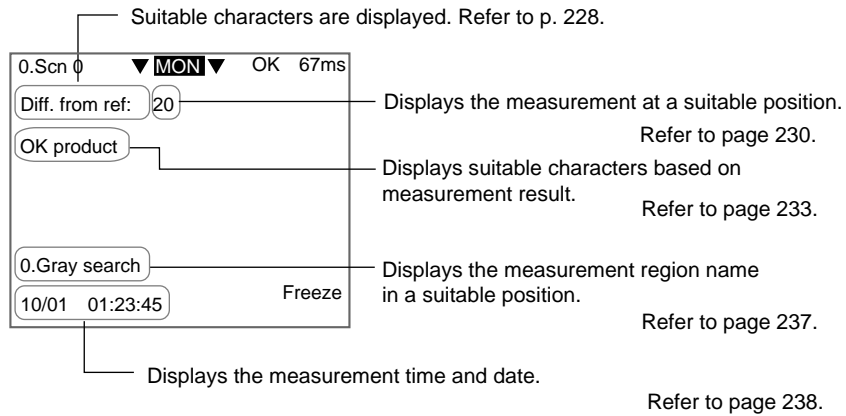 Suitable characters are displayed. Refer to p. 228.
0.Scn 0 ▼ MON ▼ OK 67ms
Diff. from ref: 20
Displays the measurement at a suitable position.
Refer to page 230.
OK product
Displays suitable characters based on
measurement result.
Refer to page 233.
0.Gray search
Displays the measurement region name
in a suitable position.
Refer to page 237.
10/01 01:23:45 Freeze
Displays the measurement time and date.
Refer to page 238.